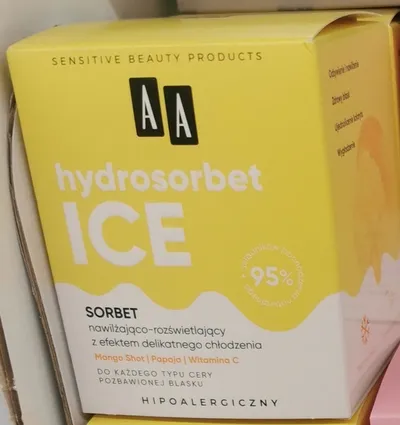 SENSITIVE BEAUTY PRODUCTS
AA
hydrosorbet
ICE
95%
SORBET
nawilżająco-rozświetlający
z efektem delikatnego chłodzenia
Mango Shot | Papaja | Witamina C
DO KAŻDEGO TYPU CERY
POZBAWIONEJ BLASKU
HIPOALERGICZNY